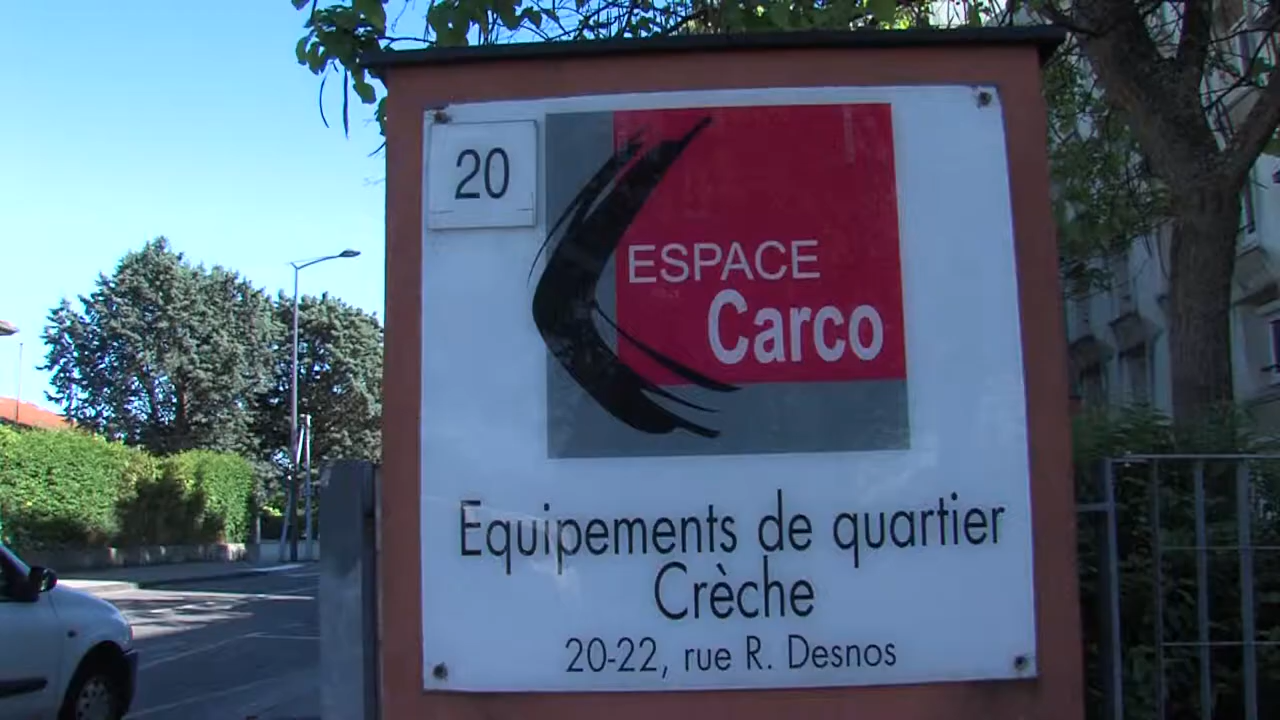 20
ESPACE
Carco
Equipements de quartier
Crèche
20-22, rue R. Desnos